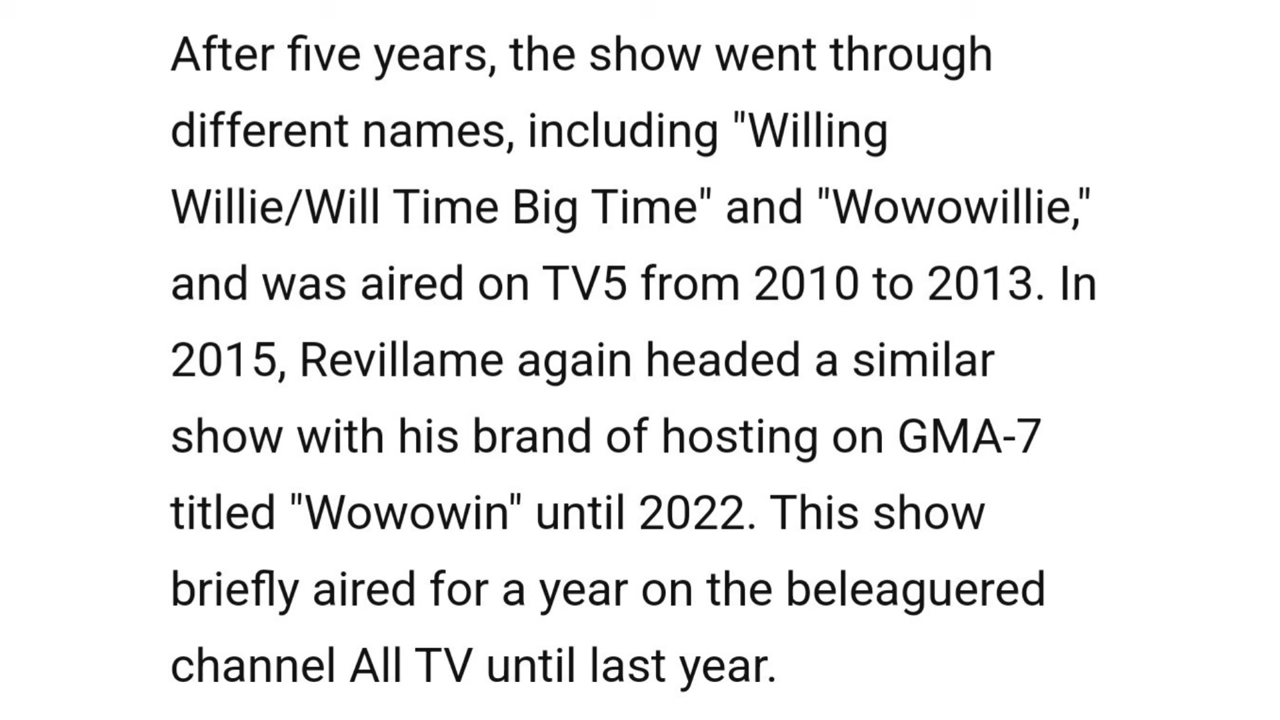 After five years, the show went through
different names, including "Willing
Willie/Will Time Big Time" and "Wowowillie,"
and was aired on TV5 from 2010 to 2013. In
2015, Revillame again headed a similar
show with his brand of hosting on GMA-7
titled "Wowowin" until 2022. This show
briefly aired for a year on the beleaguered
channel All TV until last year.